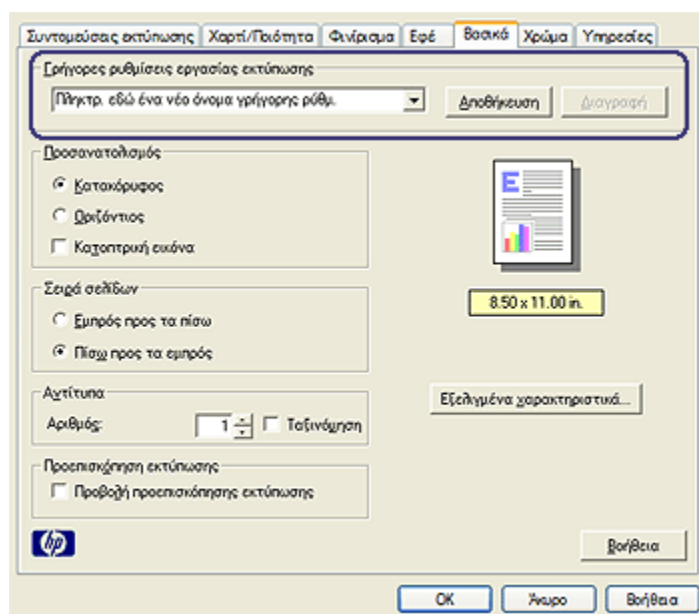 Συντομεύσεις εκτύπωσης Χαρτί/Ποιότητα Φινίρισμα Εφέ Βασικά Χρώμα Υπηρεσίες
Γρήγορες ρυθμίσεις εργασίας εκτύπωσης
Πληκτρ. εδώ ένα νέο όνομα γρήγορης ρύθμ. Αποθήκευση Διαγραφή
Προσανατολισμός
Κατακόρυφος
Οριζόντιος
Κατοπτρική εικόνα
E
8.50 x 11.00 in.
Σειρά σελίδων
Εμπρός προς τα πίσω
Πίσω προς τα εμπρός
Αντίτυπα
Αριθμός: 1 Ταξινόμηση
Εξελιγμένα χαρακτηριστικά...
Προεπισκόπηση εκτύπωσης
Προβολή προεπισκόπησης εκτύπωσης
hp
Βοήθεια
OK Άκυρο Βοήθεια